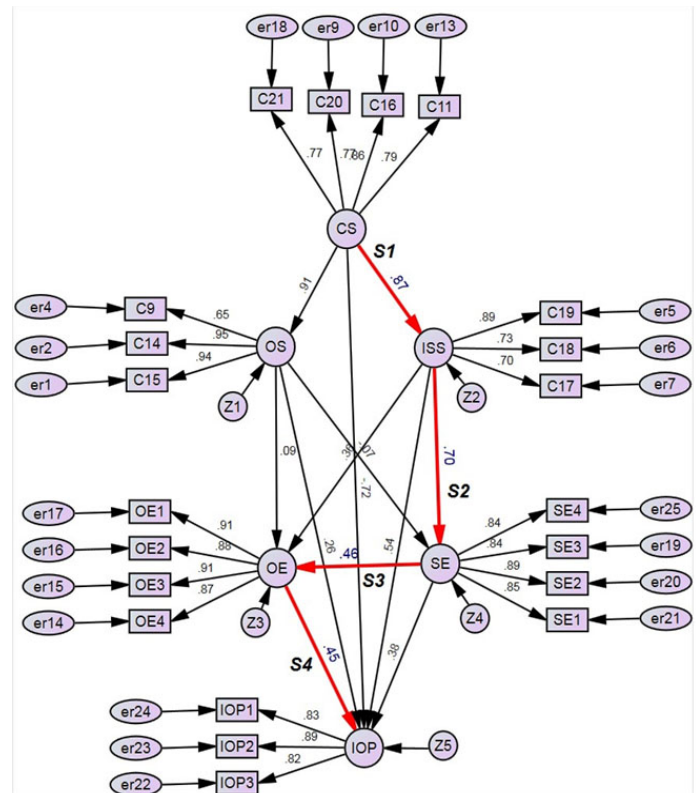 er18 er9 er10 er13
C21 C20 C16 C11
.77 .77 .86 .79
CS
S1
.87
.91
er4 C9 .65
er2 C14 .95
er1 C15 .94
OS
ISS
.89 C19 er5
.73 C18 er6
.70 C17 er7
Z1
Z2
.09
.36
.07
-.72
.70
S2
er17 OE1 .91
er16 OE2 .88
er15 OE3 .91
er14 OE4 .87
OE
.46
S3
SE
.84 SE4 er25
.84 SE3 er19
.89 SE2 er20
.85 SE1 er21
.26
.54
Z3
Z4
S4
.45
.38
er24 IOP1 .83
er23 IOP2 .89
er22 IOP3 .82
IOP
Z5